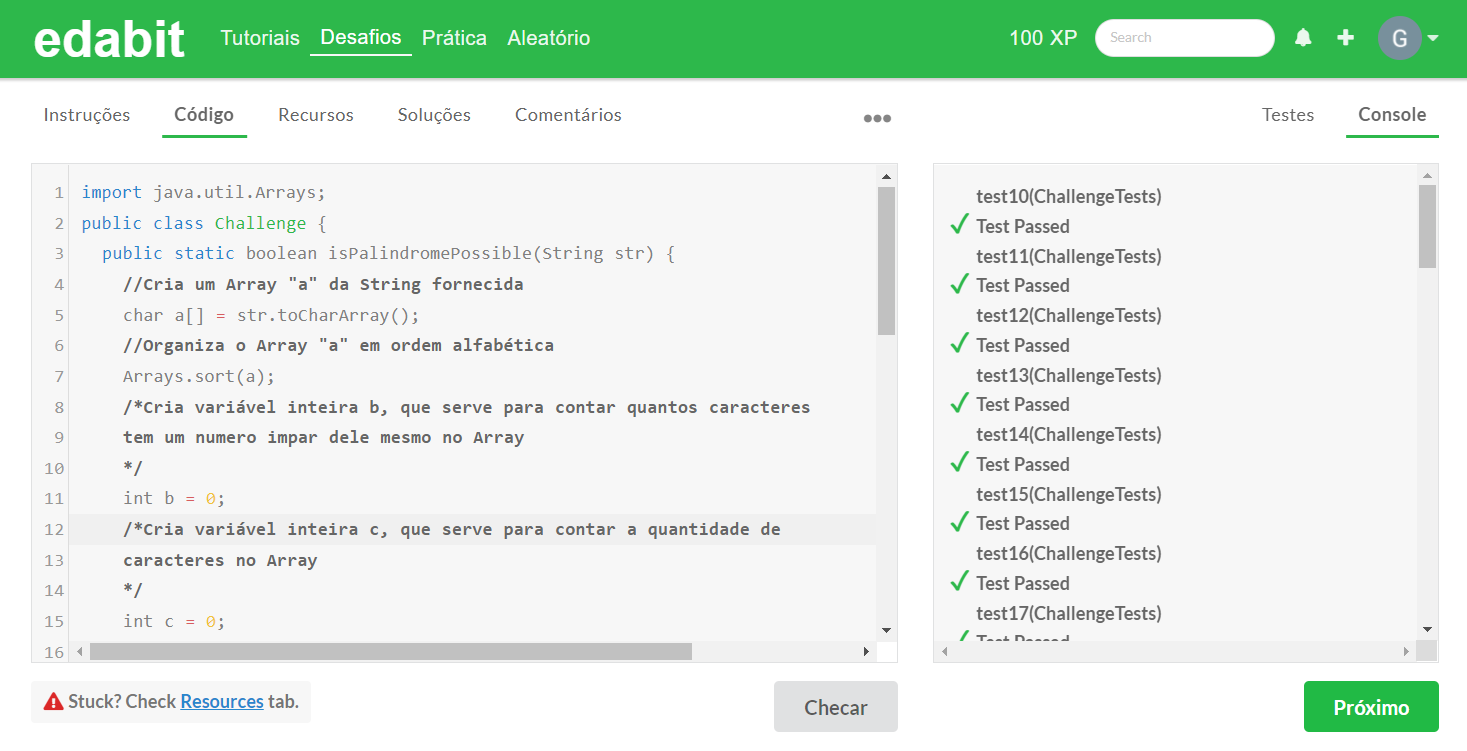 edabit Tutoriais Desafios Prática Aleatório 100 XP Search G
Instruções Código Recursos Soluções Comentários Testes Console
1 import java.util.Arrays;
2 public class Challenge {
3 public static boolean isPalindromePossible(String str) {
4 //Cria um Array "a" da String fornecida
5 char a[] = str.toCharArray();
6 //Organiza o Array "a" em ordem alfabética
7 Arrays.sort(a);
8 /*Cria variável inteira b, que serve para contar quantos caracteres
9 tem um numero impar dele mesmo no Array
10 */
11 int b = 0;
12 /*Cria variável inteira c, que serve para contar a quantidade de
13 caracteres no Array
14 */
15 int c = 0;
16
test10(ChallengeTests)
Test Passed
test11(ChallengeTests)
Test Passed
test12(ChallengeTests)
Test Passed
test13(ChallengeTests)
Test Passed
test14(ChallengeTests)
Test Passed
test15(ChallengeTests)
Test Passed
test16(ChallengeTests)
Test Passed
test17(ChallengeTests)
Test Passed
Stuck? Check Resources tab.
Checar
Próximo